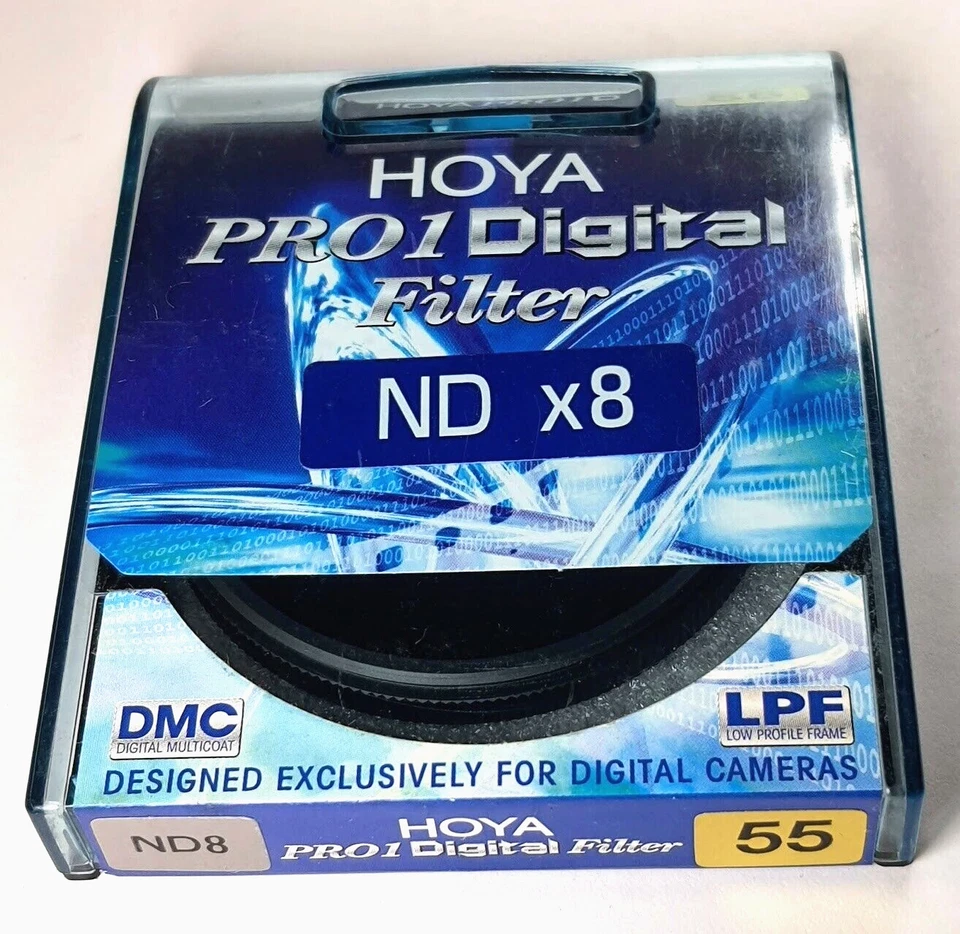 HOYA
PRO1 Digital
Filter
ND x8
DMC
DIGITAL MULTICOAT
LPF
LOW PROFILE FRAME
DESIGNED EXCLUSIVELY FOR DIGITAL CAMERAS
ND8
HOYA
PRO1 Digital Filter
55